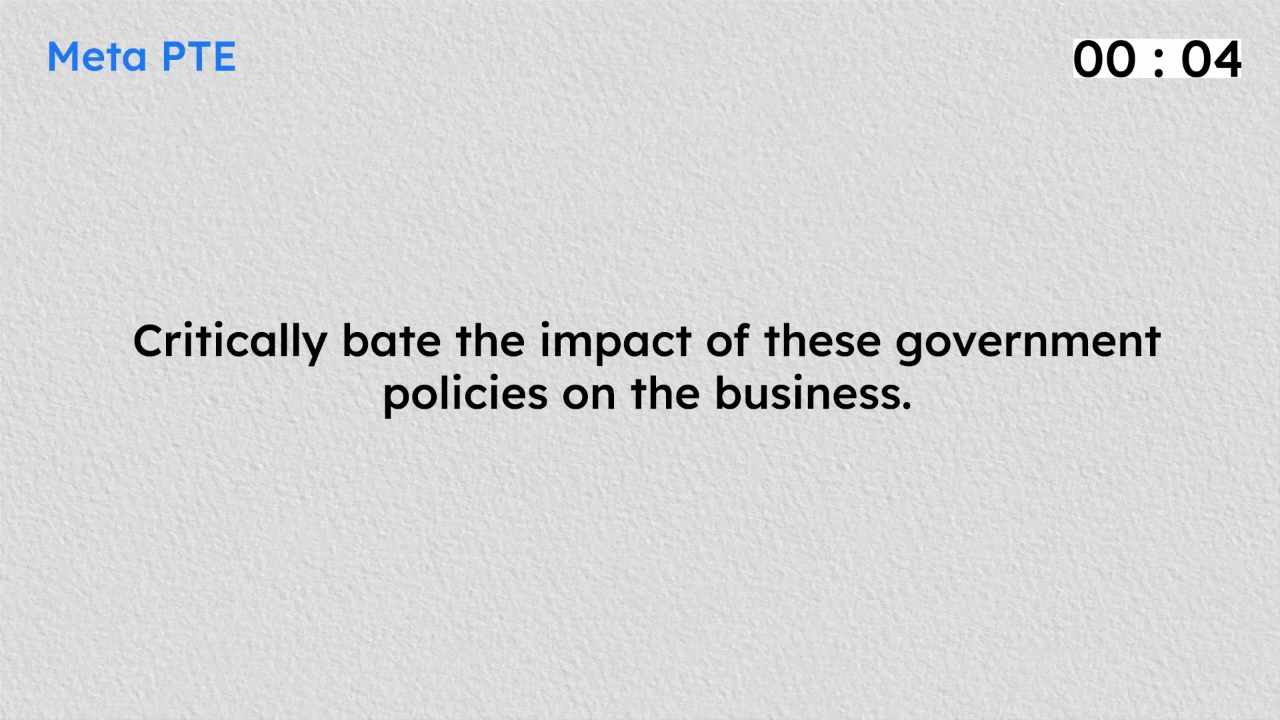 Meta PTE
00 : 04
Critically bate the impact of these government
policies on the business.